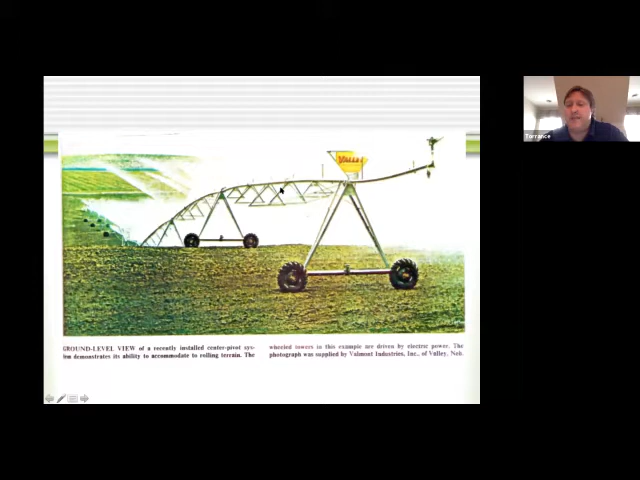 Torrance
VALLEY
GROUND-LEVEL VIEW of a recently installed center-pivot sys-
tem demonstrates its ability to accommodate to rolling terrain. The
wheeled towers in this example are driven by electric power. The
photograph was supplied by Valmont Industries, Inc., of Valley, Neb.